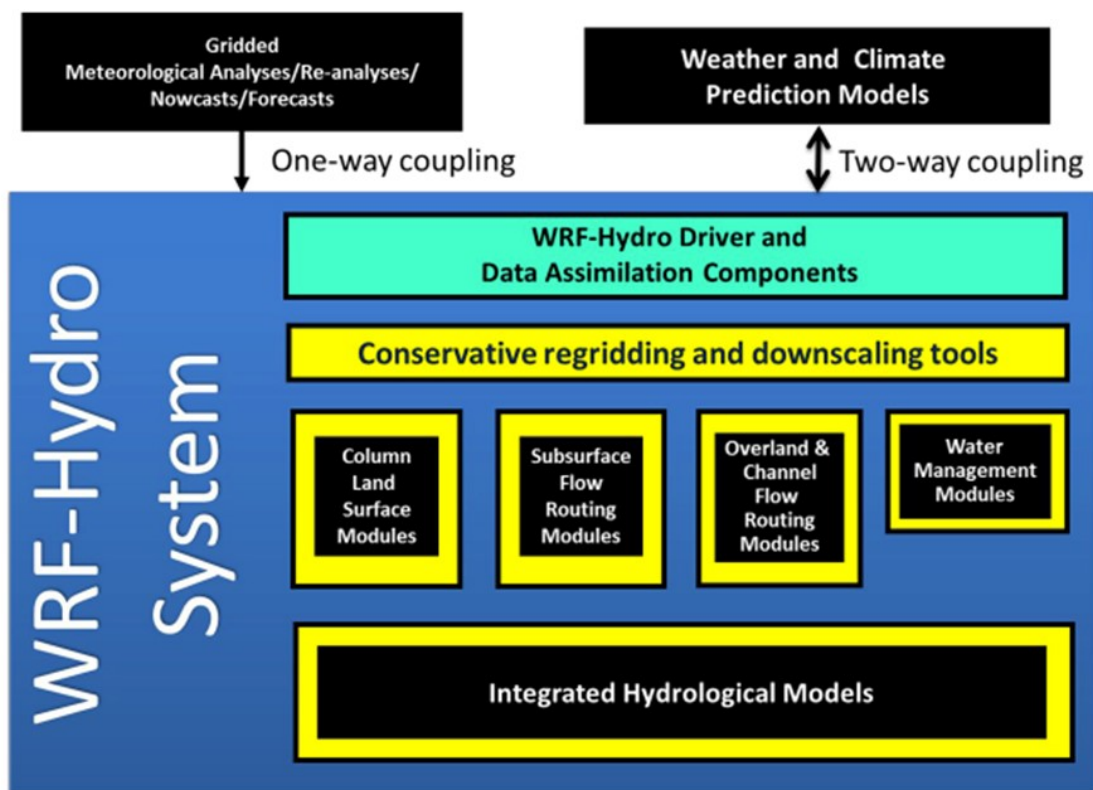 Gridded
Meteorological Analyses/Re-analyses/
Nowcasts/Forecasts
Weather and Climate
Prediction Models
One-way coupling
Two-way coupling
WRF-Hydro
System
WRF-Hydro Driver and
Data Assimilation Components
Conservative regridding and downscaling tools
Column
Land
Surface
Modules
Subsurface
Flow
Routing
Modules
Overland &
Channel
Flow
Routing
Modules
Water
Management
Modules
Integrated Hydrological Models